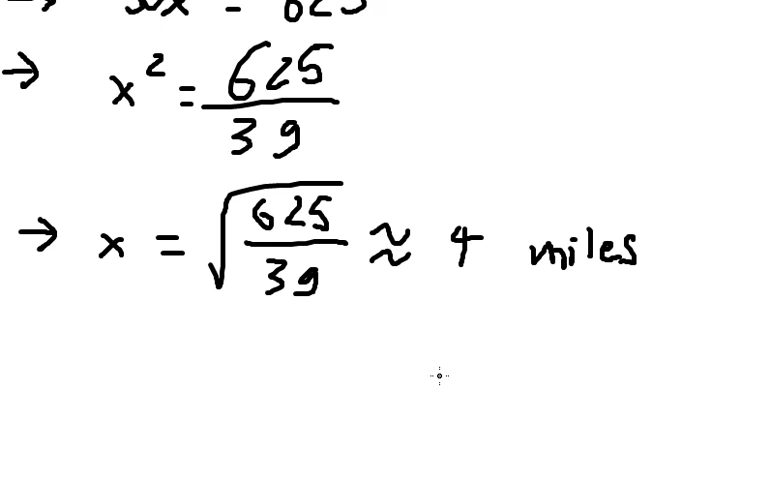 → x² = 625/39
→ x = √(625/39) ≈ 4 miles